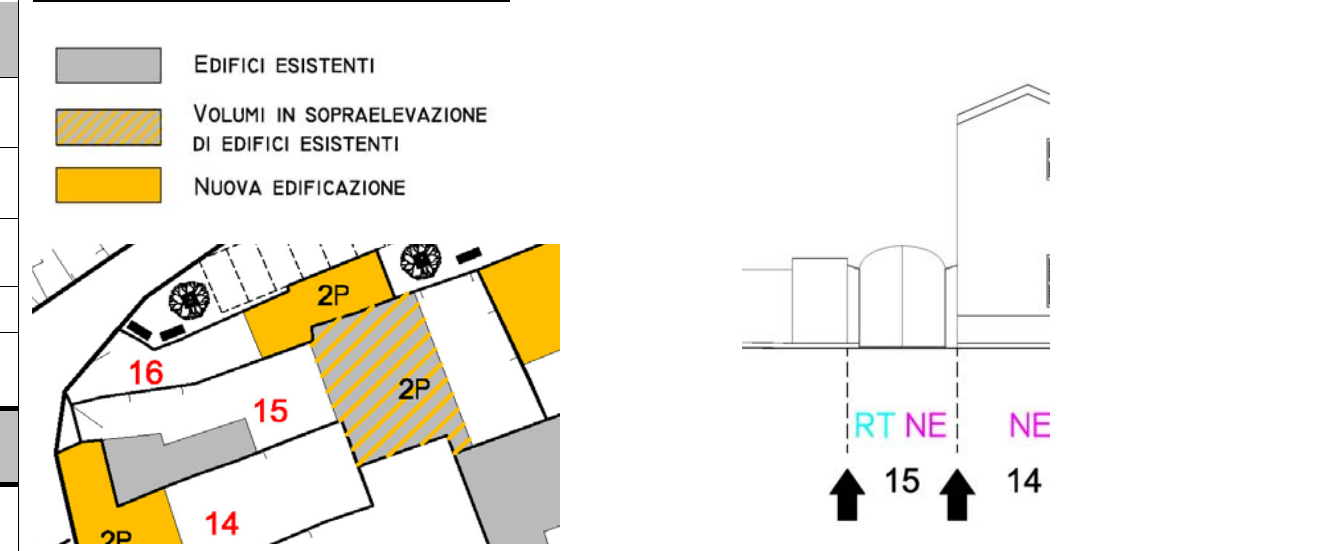 EDIFICI ESISTENTI
VOLUMI IN SOPRAELEVAZIONE
DI EDIFICI ESISTENTI
NUOVA EDIFICAZIONE
2P
16
2P
15
14
2P
RT NE
NE
15
14